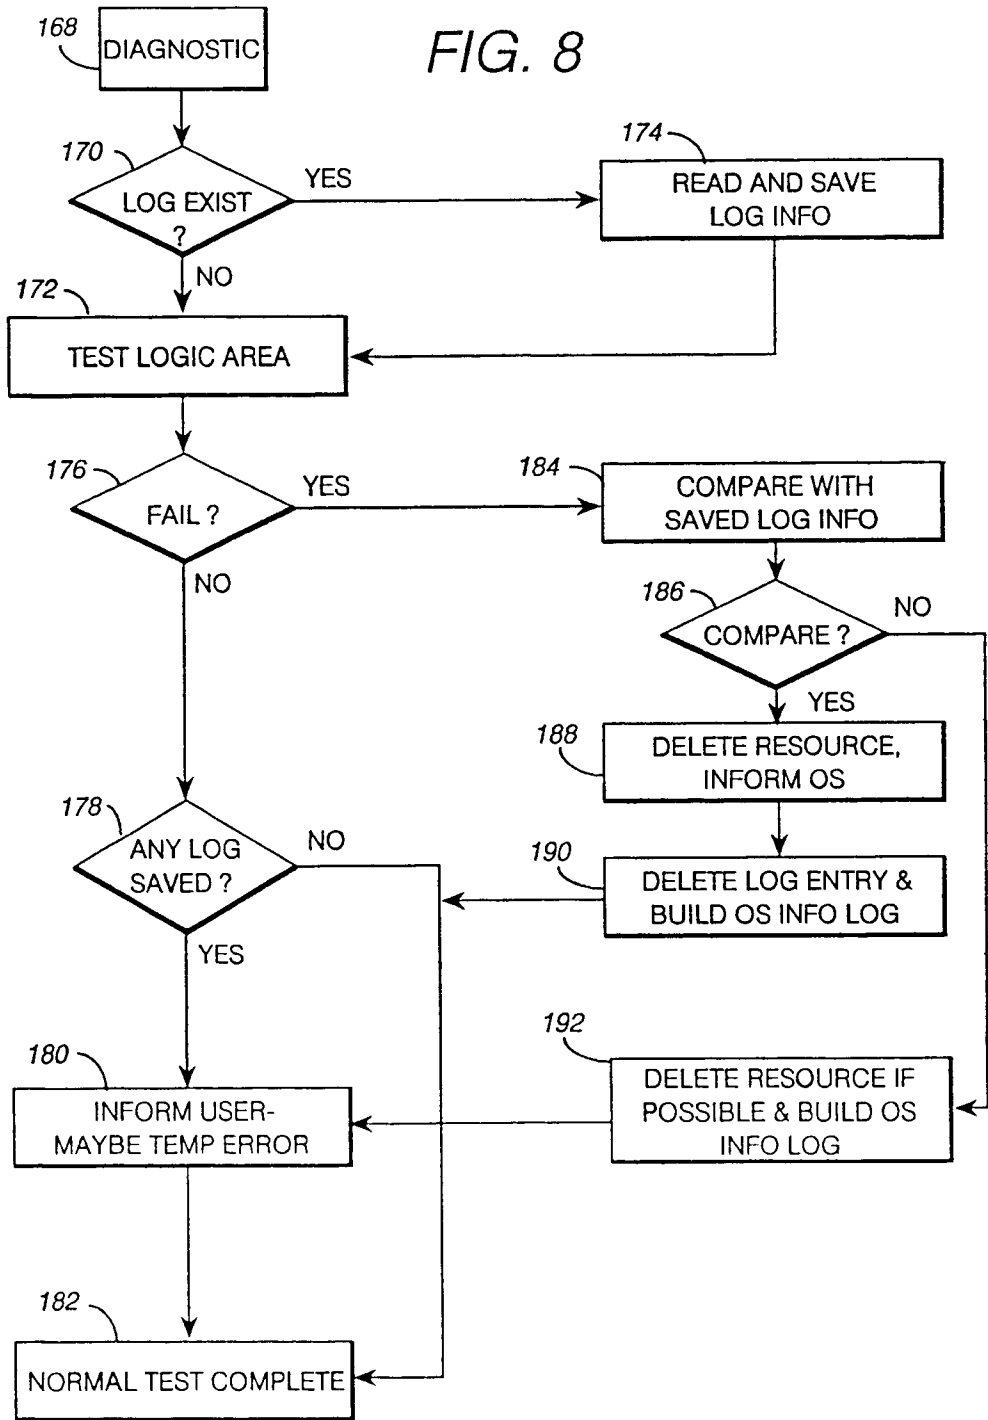 FIG. 8
168
DIAGNOSTIC
170
LOG EXIST
?
YES
NO
174
READ AND SAVE
LOG INFO
172
TEST LOGIC AREA
176
FAIL ?
YES
NO
184
COMPARE WITH
SAVED LOG INFO
186
COMPARE ?
NO
YES
188
DELETE RESOURCE,
INFORM OS
178
ANY LOG
SAVED ?
NO
YES
190
DELETE LOG ENTRY &
BUILD OS INFO LOG
192
DELETE RESOURCE IF
POSSIBLE & BUILD OS
INFO LOG
180
INFORM USER-
MAYBE TEMP ERROR
182
NORMAL TEST COMPLETE